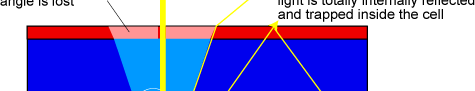 angle is lost
light is totally internally reflected
and trapped inside the cell